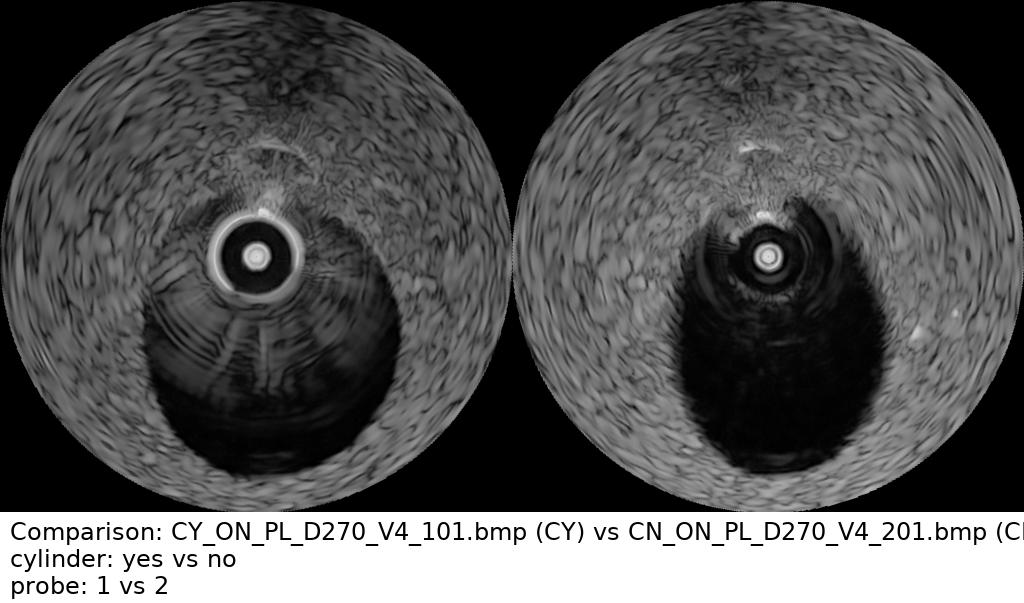 Comparison: CY_ON_PL_D270_V4_101.bmp (CY) vs CN_ON_PL_D270_V4_201.bmp
cylinder: yes vs no
probe: 1 vs 2